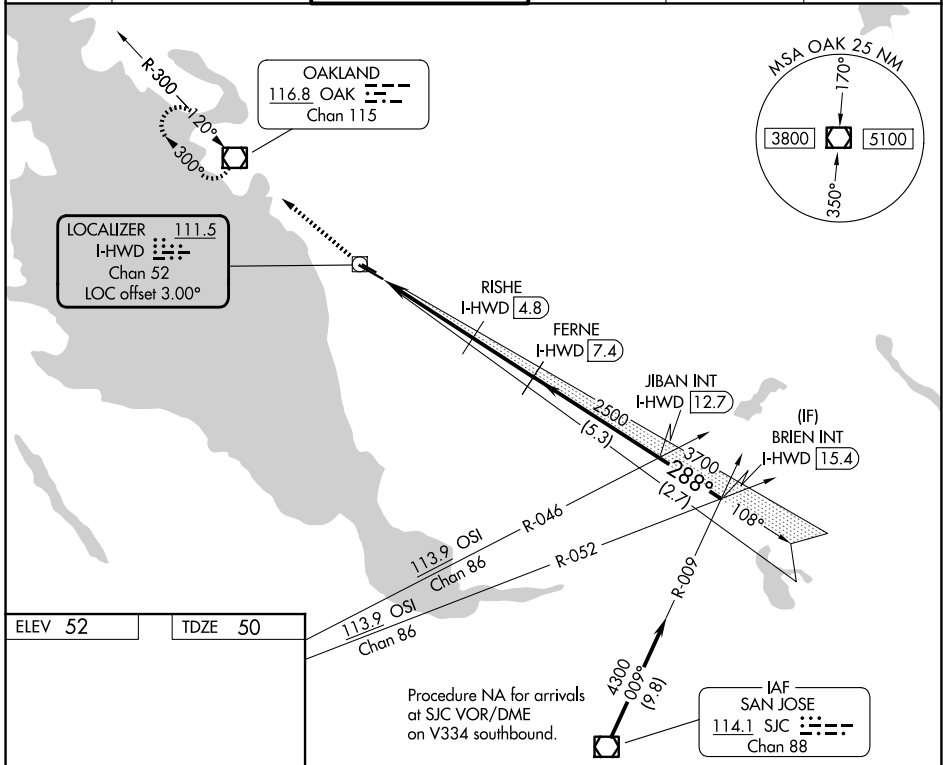 R-300
120°
300°
OAKLAND
116.8 OAK
Chan 115
MSA OAK 25 NM
170°
3800
5100
350°
LOCALIZER 111.5
I-HWD
Chan 52
LOC offset 3.00°
RISHE
I-HWD 4.8
FERNE
I-HWD 7.4
JIBAN INT
I-HWD 12.7
(IF)
BRIEN INT
I-HWD 15.4
2500
(5.3)
3700
288°
(2.7)
108°
113.9 OSI
Chan 86
R-046
113.9 OSI
Chan 86
R-052
R-009
4300
009°
(9.8)
ELEV 52
TDZE 50
Procedure NA for arrivals
at SJC VOR/DME
on V334 southbound.
IAF
SAN JOSE
114.1 SJC
Chan 88